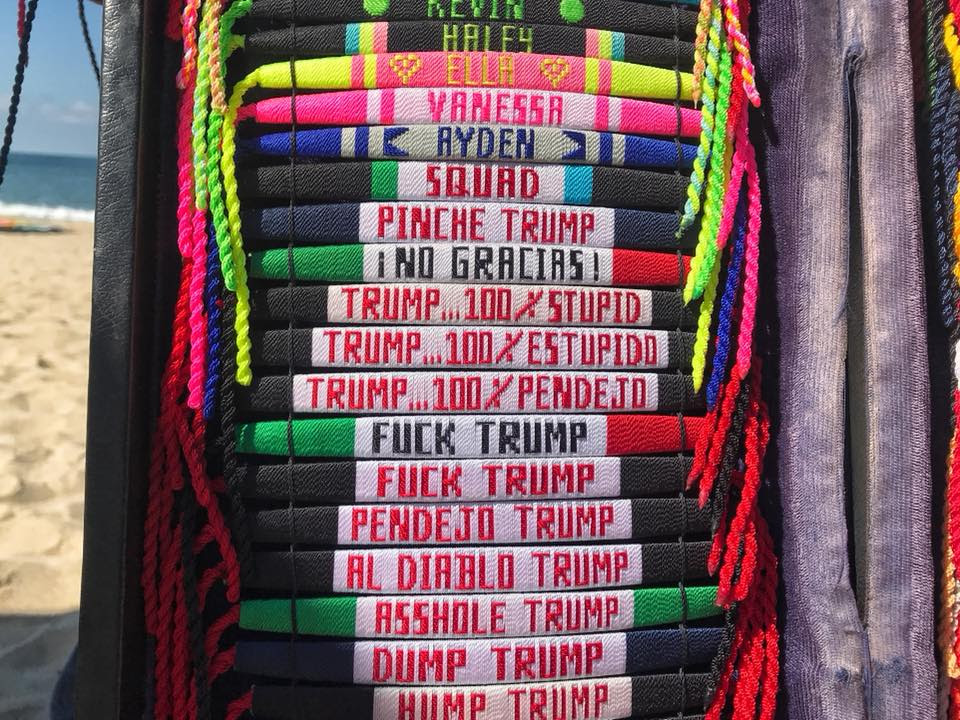 KEVIN
HALEY
ELLA
VANESSA
AYDEN
SQUAD
PINCHE TRUMP
¡NO GRACIAS!
TRUMP...100% STUPID
TRUMP...100% ESTUPIDO
TRUMP...100% PENDEJO
FUCK TRUMP
FUCK TRUMP
PENDEJO TRUMP
AL DIABLO TRUMP
ASSHOLE TRUMP
DUMP TRUMP
HUMP TRUMP